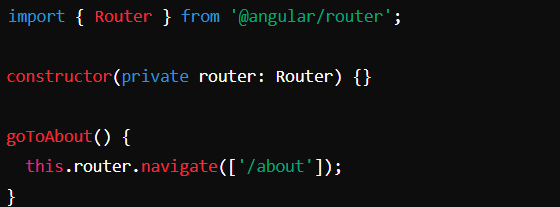 import { Router } from '@angular/router';
constructor(private router: Router) {}
goToAbout() {
  this.router.navigate(['/about']);
}